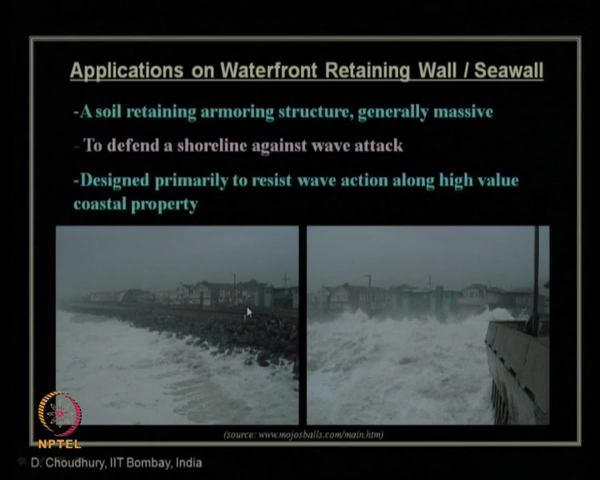 Applications on Waterfront Retaining Wall / Seawall
-A soil retaining armoring structure, generally massive
- To defend a shoreline against wave attack
-Designed primarily to resist wave action along high value
coastal property
(source: www.mojosballs.com/main.htm)
NPTEL
D. Choudhury, IIT Bombay, India